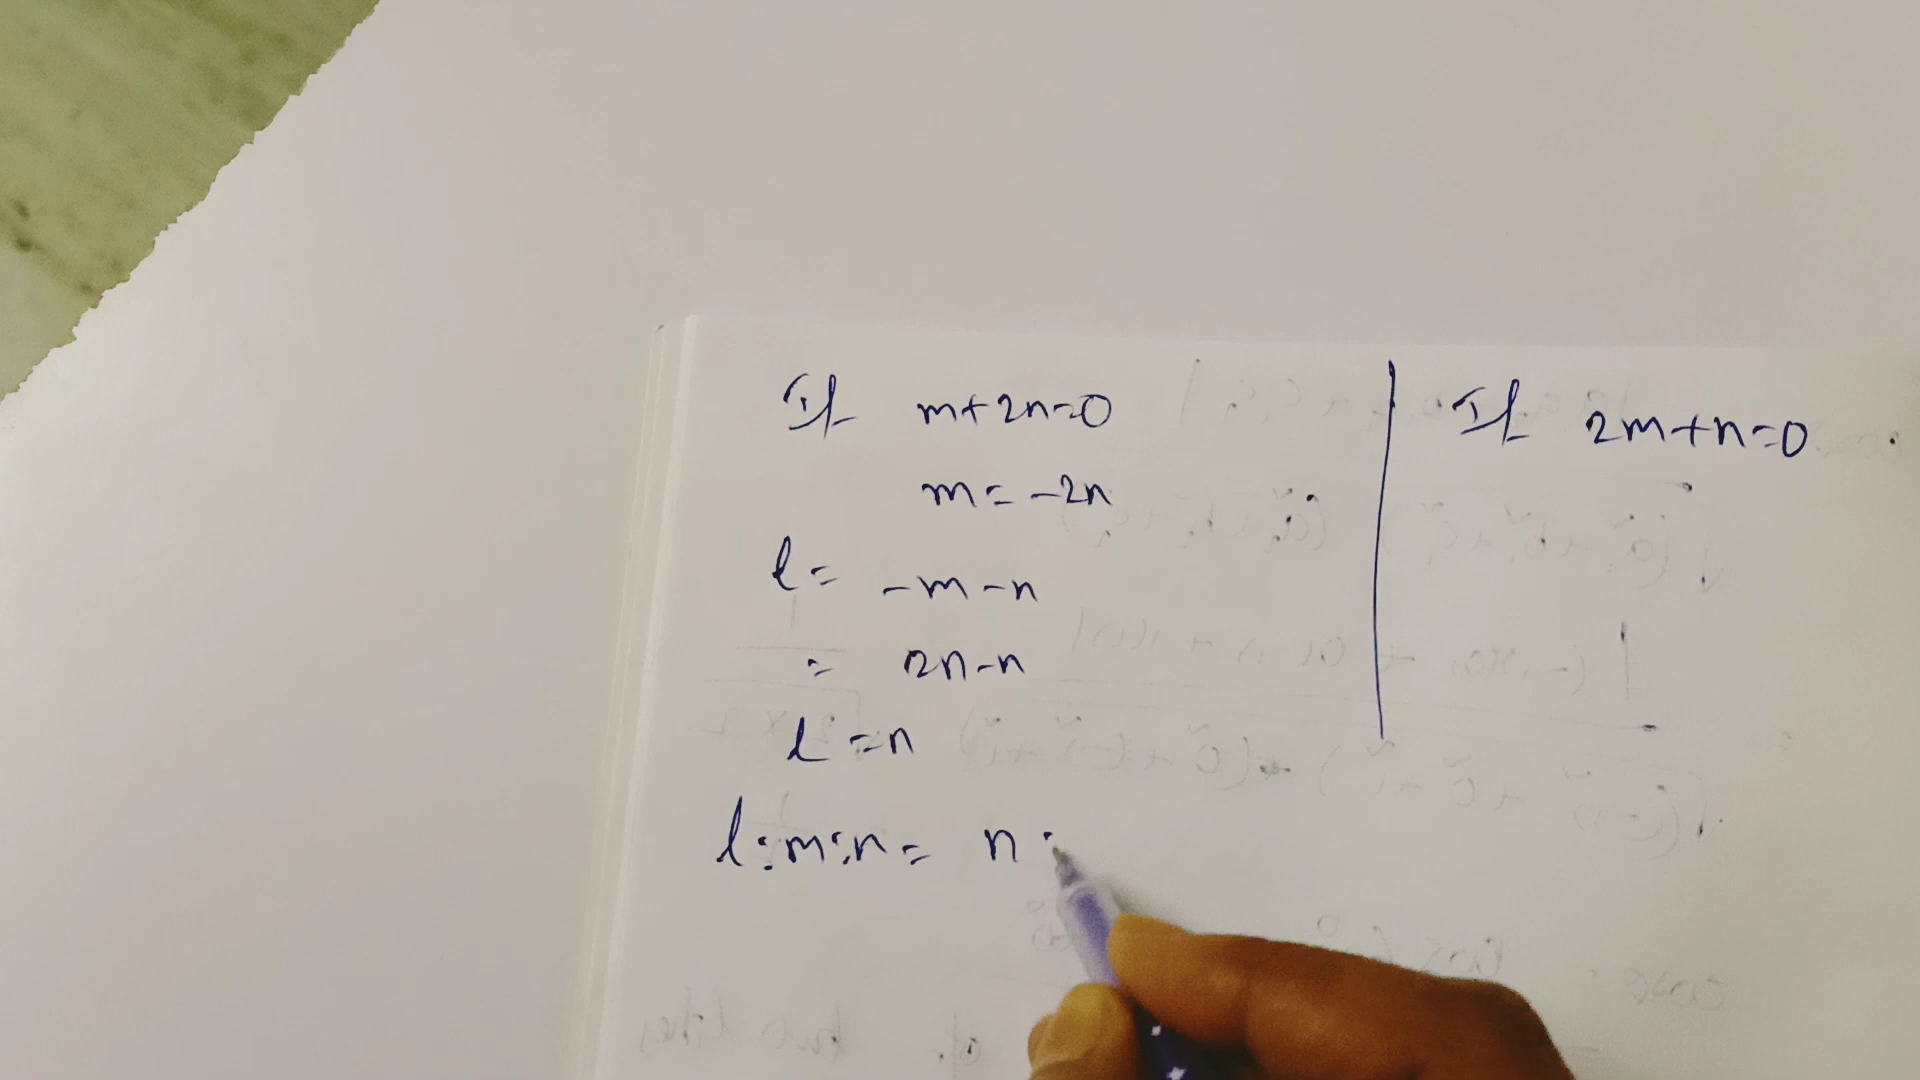 If m+2n=0
m = -2n
l = -m-n
= 2n-n
l = n
l:m:n = n:
If 2m+n=0